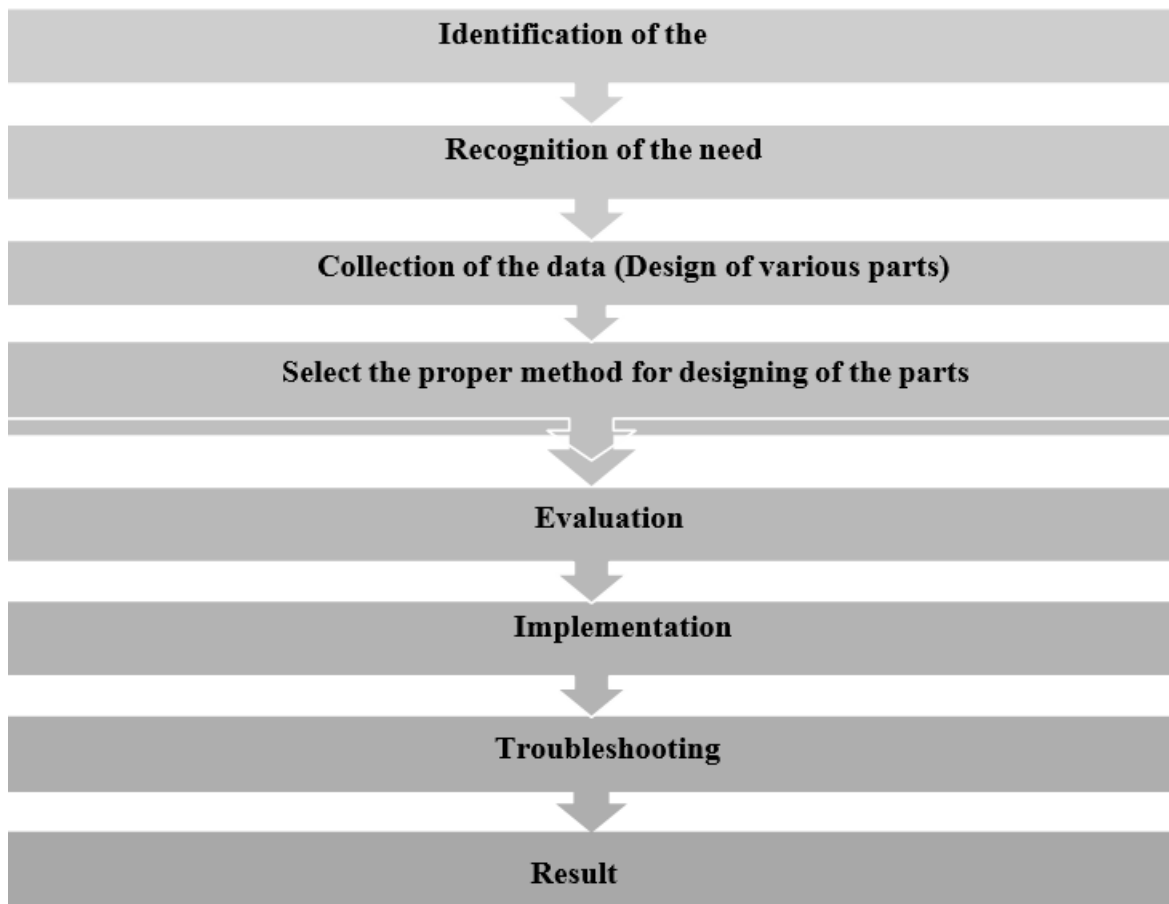 Identification of the
Recognition of the need
Collection of the data (Design of various parts)
Select the proper method for designing of the parts
Evaluation
Implementation
Troubleshooting
Result